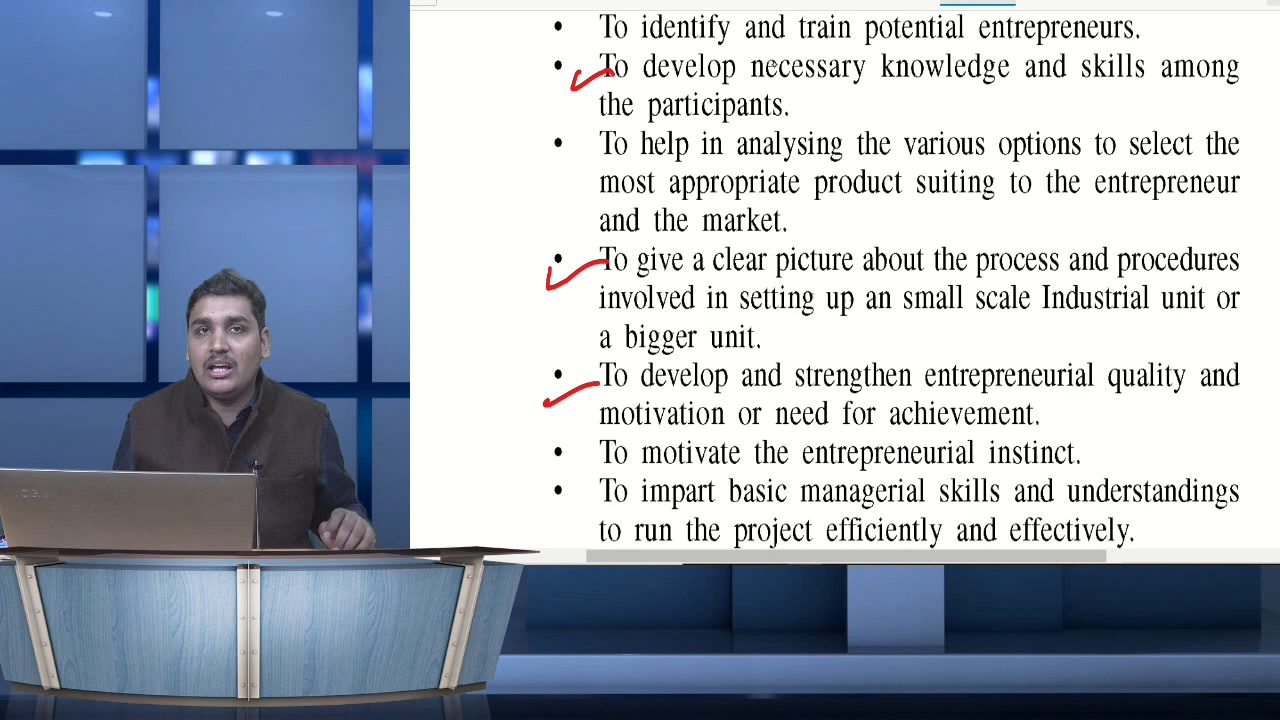 • To identify and train potential entrepreneurs.
• To develop necessary knowledge and skills among
the participants.
• To help in analysing the various options to select the
most appropriate product suiting to the entrepreneur
and the market.
• To give a clear picture about the process and procedures
involved in setting up an small scale Industrial unit or
a bigger unit.
• To develop and strengthen entrepreneurial quality and
motivation or need for achievement.
• To motivate the entrepreneurial instinct.
• To impart basic managerial skills and understandings
to run the project efficiently and effectively.